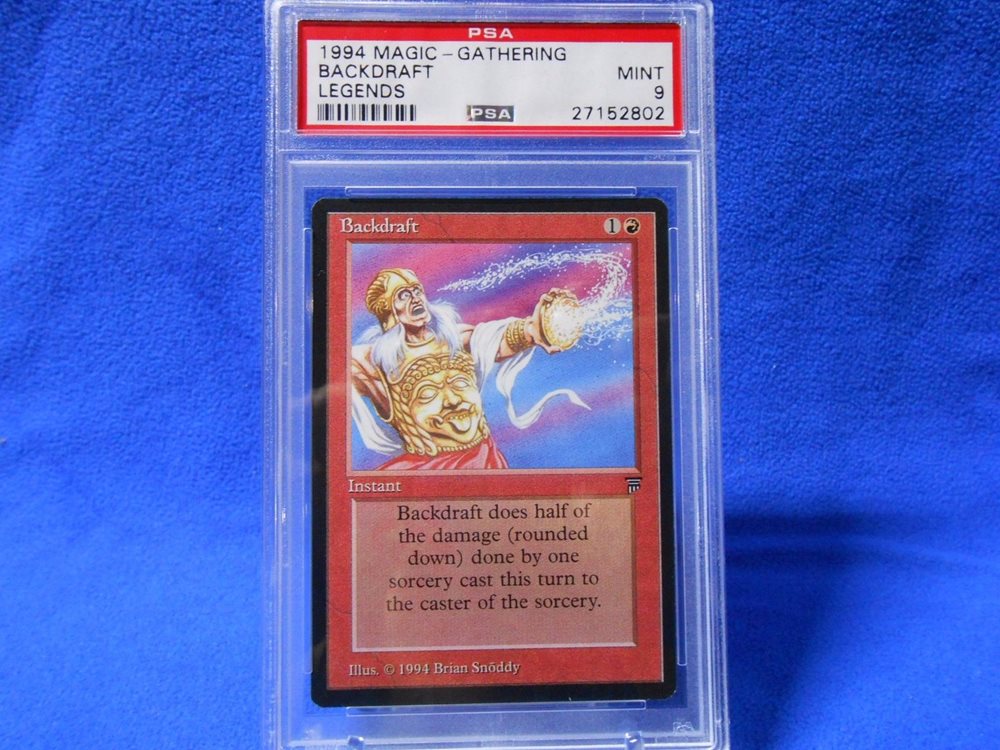 PSA
1994 MAGIC - GATHERING
BACKDRAFT MINT
LEGENDS 9
PSA 27152802
Backdraft 1
Instant
Backdraft does half of
the damage (rounded
down) done by one
sorcery cast this turn to
the caster of the sorcery.
Illus. © 1994 Brian Snōddy